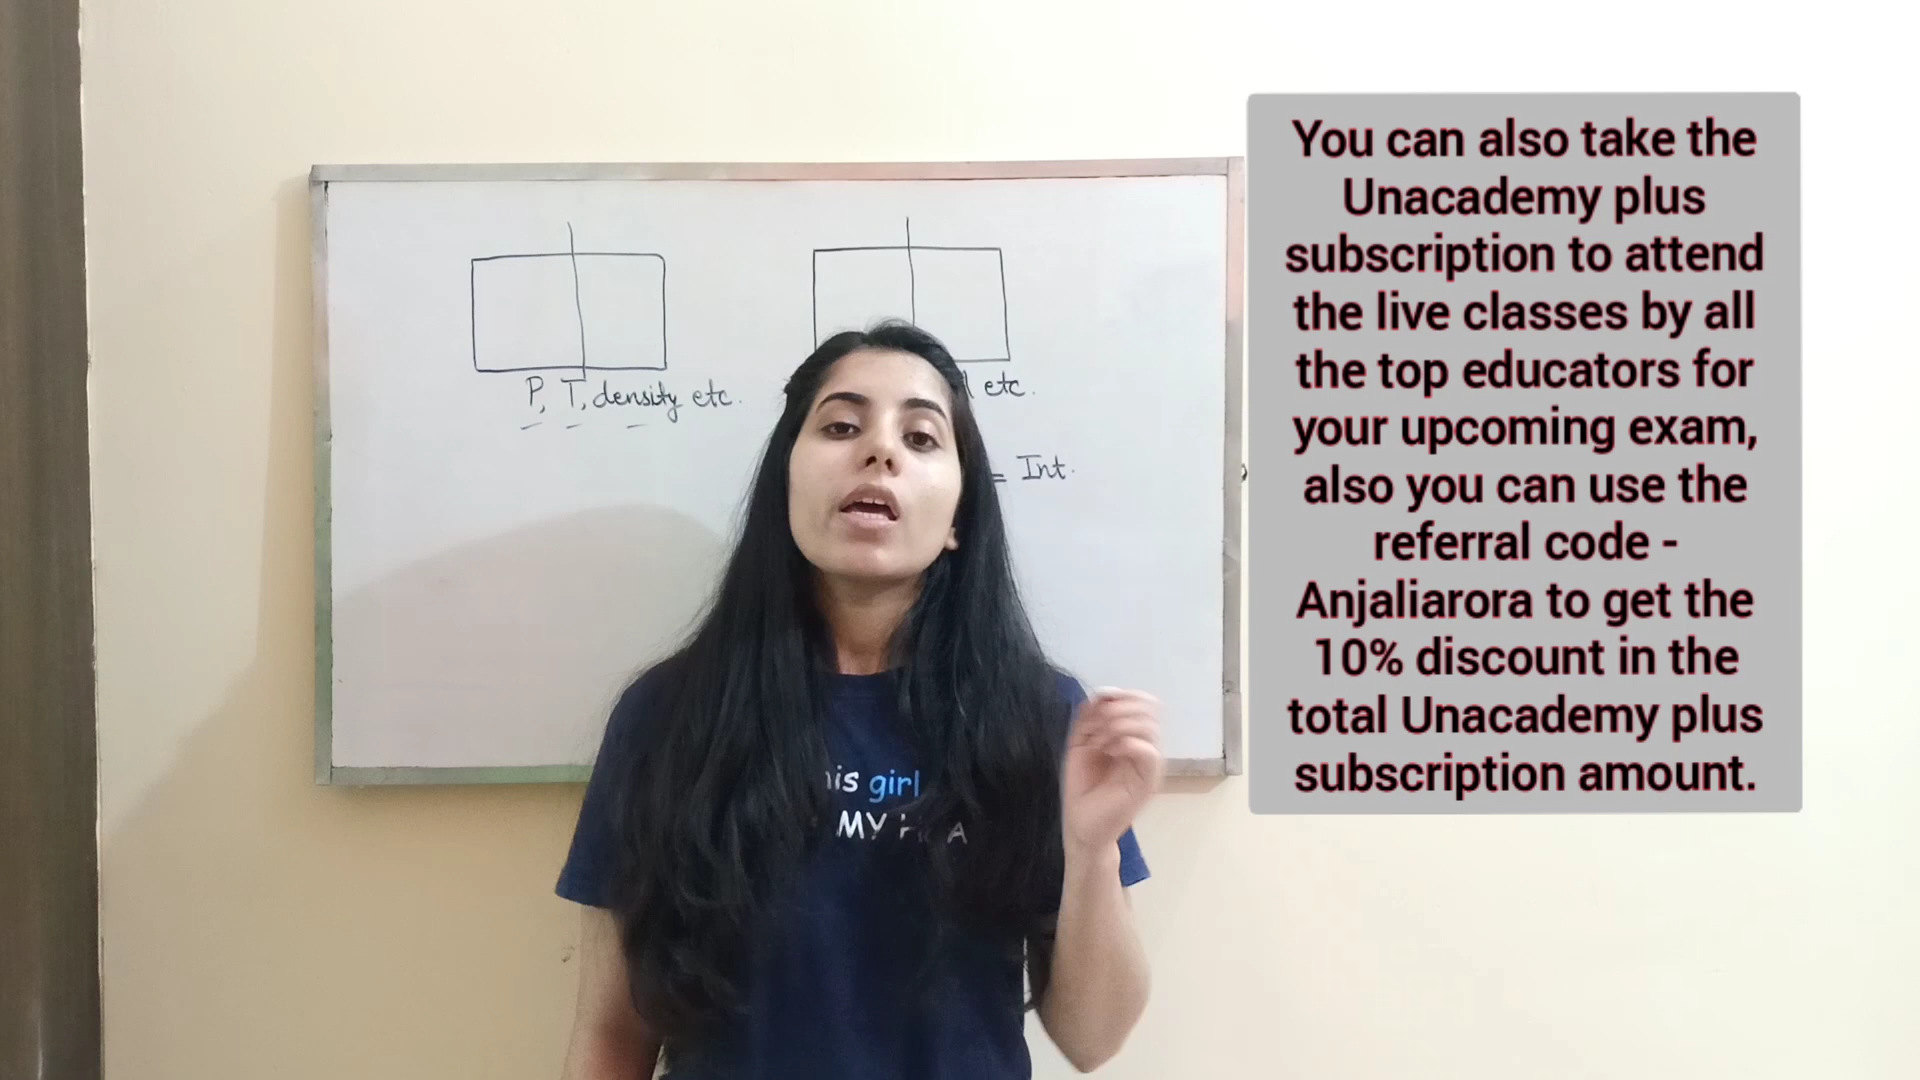 You can also take the
Unacademy plus
subscription to attend
the live classes by all
the top educators for
your upcoming exam,
also you can use the
referral code -
Anjaliarora to get the
10% discount in the
total Unacademy plus
subscription amount.
P, T, density etc.
etc.
= Int.
girl
MY